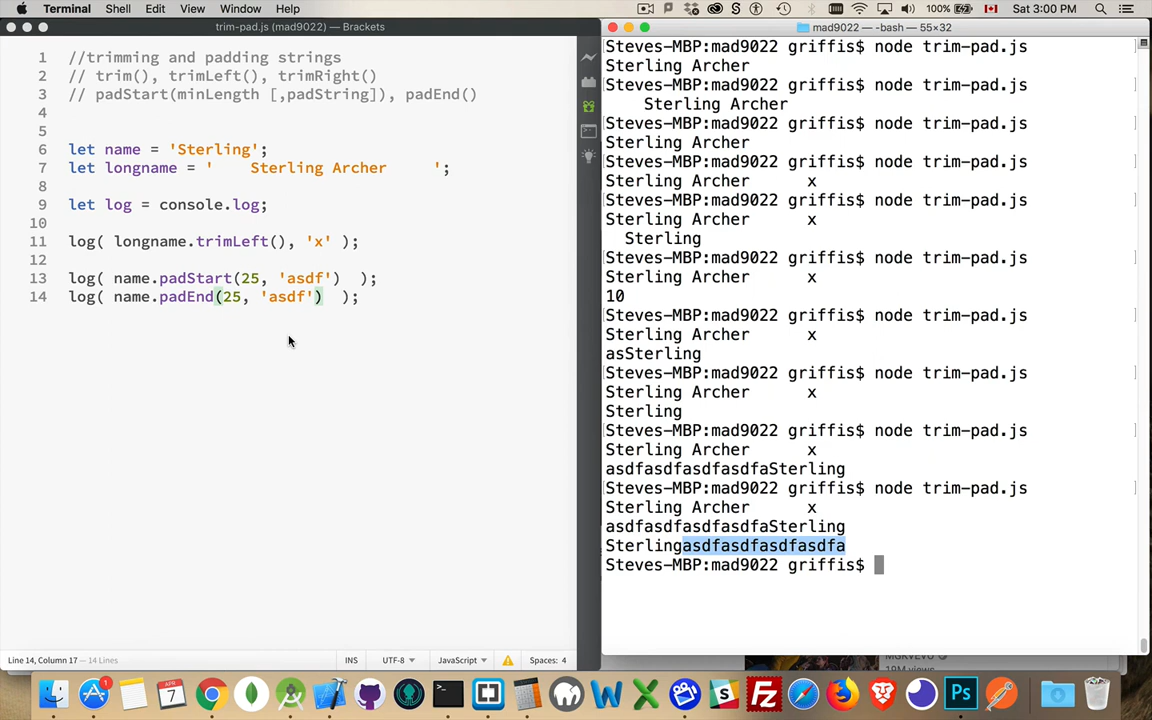 Terminal Shell Edit View Window Help 100% Sat 3:00 PM
trim-pad.js (mad9022) — Brackets
1 //trimming and padding strings
2 // trim(), trimLeft(), trimRight()
3 // padStart(minLength [,padString]), padEnd()
4
5
6 let name = 'Sterling';
7 let longname = '    Sterling Archer     ';
8
9 let log = console.log;
10
11 log( longname.trimLeft(), 'x' );
12
13 log( name.padStart(25, 'asdf')  );
14 log( name.padEnd(25, 'asdf')  );
Line 14, Column 17 — 14 Lines
INS UTF-8 JavaScript Spaces: 4
mad9022 — -bash — 55×32
Steves-MBP:mad9022 griffis$ node trim-pad.js
Sterling Archer
Steves-MBP:mad9022 griffis$ node trim-pad.js
    Sterling Archer
Steves-MBP:mad9022 griffis$ node trim-pad.js
Sterling Archer
Steves-MBP:mad9022 griffis$ node trim-pad.js
Sterling Archer      x
Steves-MBP:mad9022 griffis$ node trim-pad.js
Sterling Archer      x
  Sterling
Steves-MBP:mad9022 griffis$ node trim-pad.js
Sterling Archer      x
10
Steves-MBP:mad9022 griffis$ node trim-pad.js
Sterling Archer      x
asSterling
Steves-MBP:mad9022 griffis$ node trim-pad.js
Sterling Archer      x
Sterling
Steves-MBP:mad9022 griffis$ node trim-pad.js
Sterling Archer      x
asdfasdfasdfasdfaSterling
Steves-MBP:mad9022 griffis$ node trim-pad.js
Sterling Archer      x
asdfasdfasdfasdfaSterling
Sterlingasdfasdfasdfasdfa
Steves-MBP:mad9022 griffis$